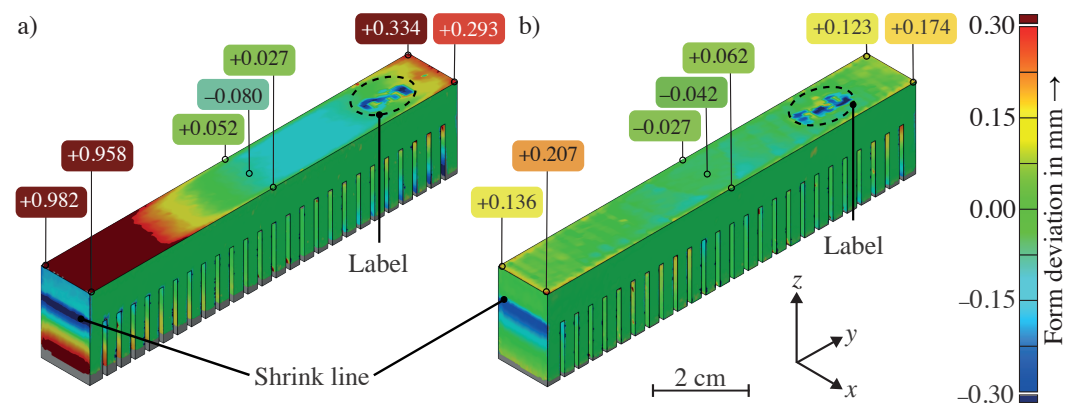 a)
+0.334
+0.293
+0.027
−0.080
+0.052
+0.958
+0.982
Label
b)
+0.123
+0.174
+0.062
−0.042
−0.027
+0.207
+0.136
Label
Shrink line
2 cm
z
y
x
0.30
0.15
0.00
−0.15
−0.30
Form deviation in mm →